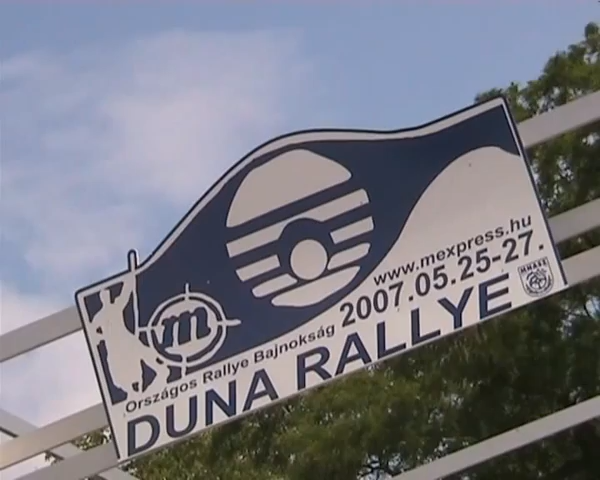 www.mexpress.hu
2007.05.25-27.
m
Országos Rallye Bajnokság
DUNA RALLYE